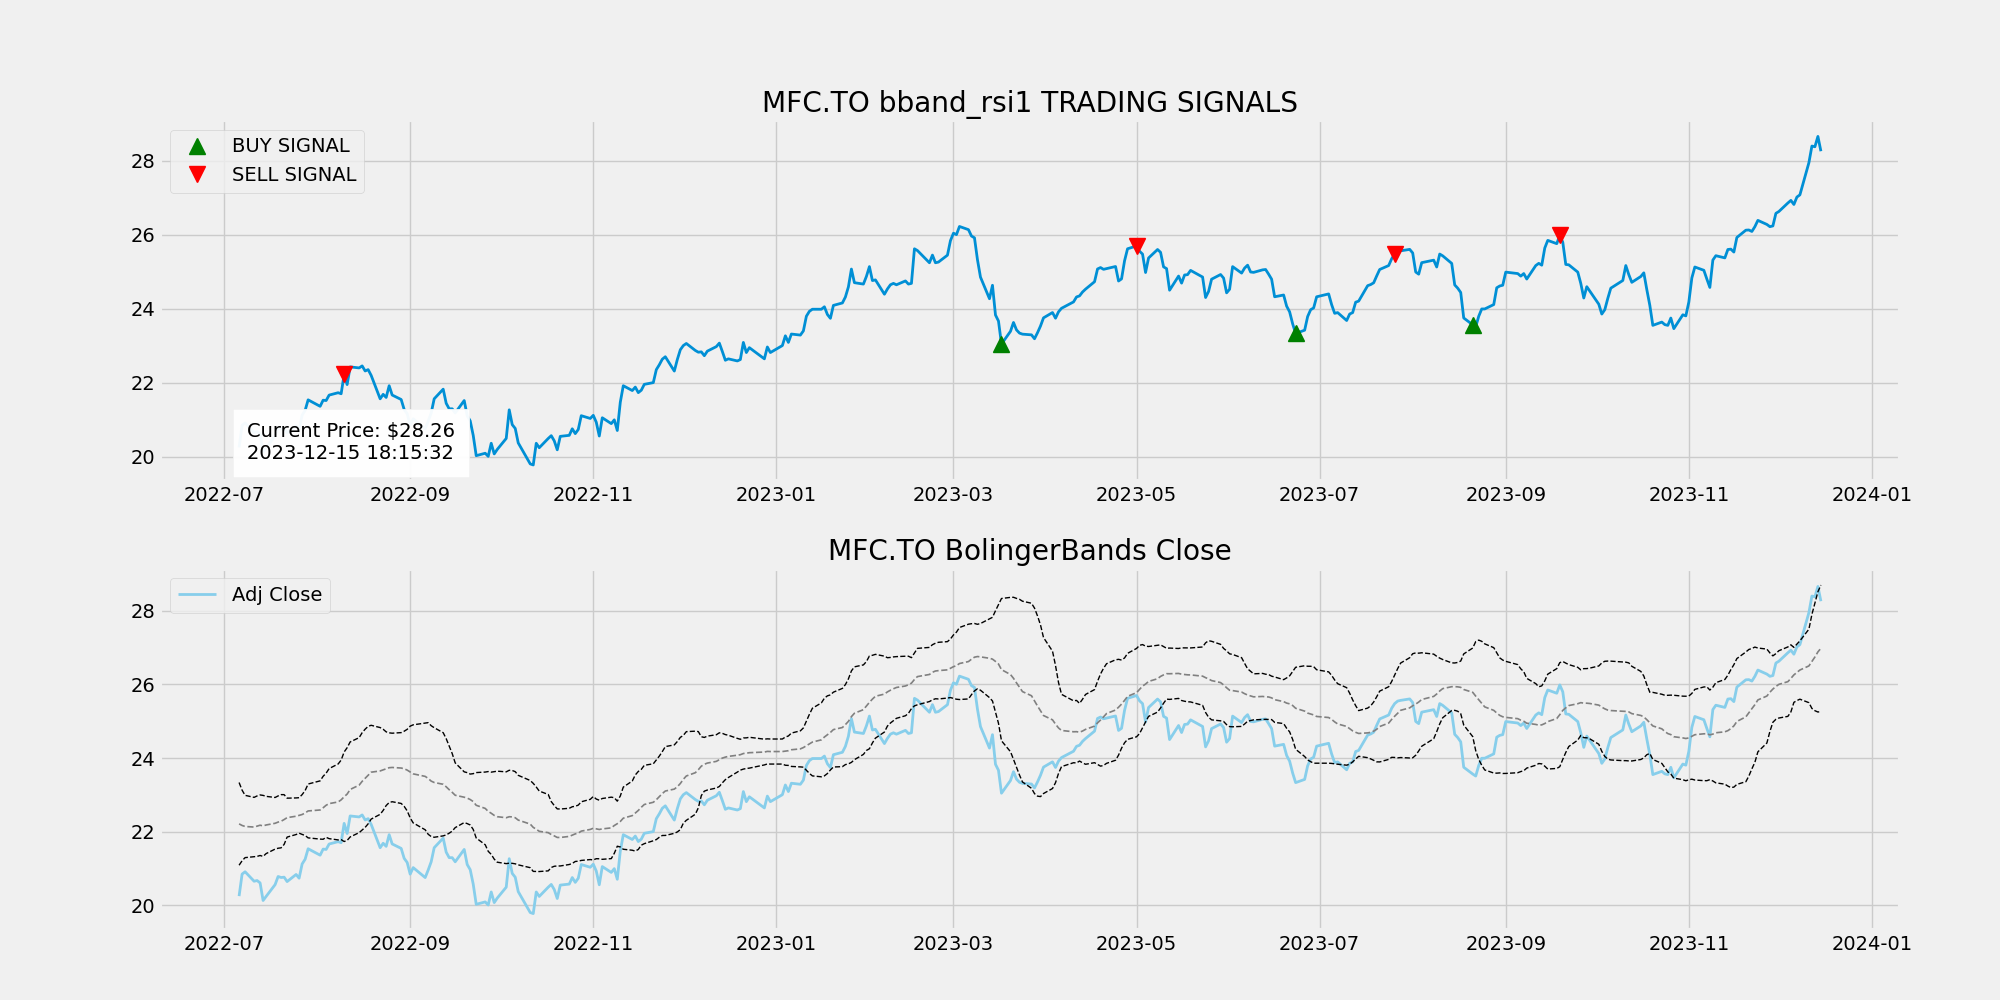 MFC.TO bband_rsi1 TRADING SIGNALS
BUY SIGNAL
SELL SIGNAL
28
26
24
22
20
Current Price: $28.26
2023-12-15 18:15:32
2022-07 2022-09 2022-11 2023-01 2023-03 2023-05 2023-07 2023-09 2023-11 2024-01
MFC.TO BolingerBands Close
Adj Close
28
26
24
22
20
2022-07 2022-09 2022-11 2023-01 2023-03 2023-05 2023-07 2023-09 2023-11 2024-01